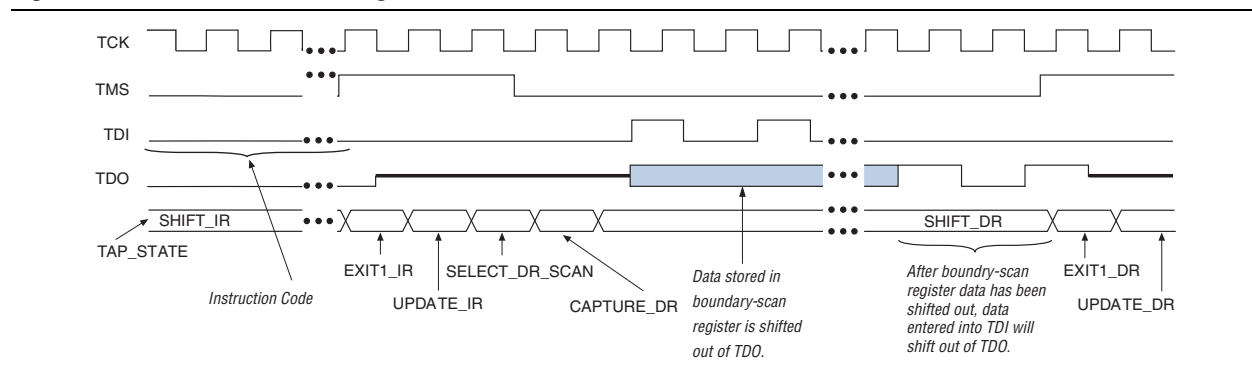 TCK
TMS
TDI
TDO
SHIFT_IR
SHIFT_DR
TAP_STATE
EXIT1_IR
SELECT_DR_SCAN
EXIT1_DR
Instruction Code
UPDATE_IR
CAPTURE_DR
UPDATE_DR
Data stored in
boundary-scan
register is shifted
out of TDO.
After boundry-scan
register data has been
shifted out, data
entered into TDI will
shift out of TDO.